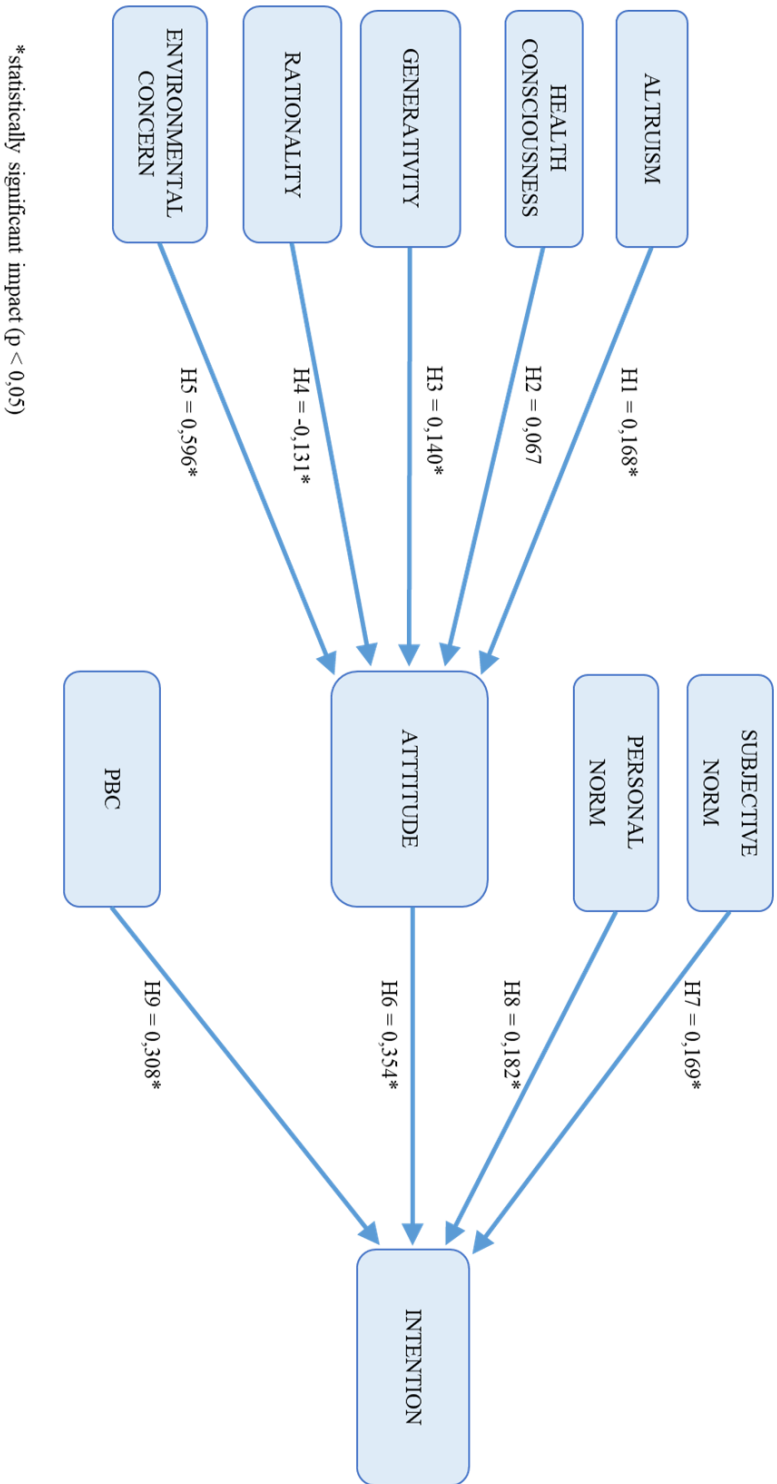 SUBJECTIVE
NORM
ALTRUISM
H1 = 0,168*
H7 = 0,169*
HEALTH
CONSCIOUSNESS
H2 = 0,067
PERSONAL
NORM
H8 = 0,182*
GENERATIVITY
H3 = 0,140*
ATTTITUDE
H6 = 0,354*
INTENTION
RATIONALITY
H4 = -0,131*
ENVIRONMENTAL
CONCERN
H5 = 0,596*
PBC
H9 = 0,308*
*statistically significant impact (p < 0,05)